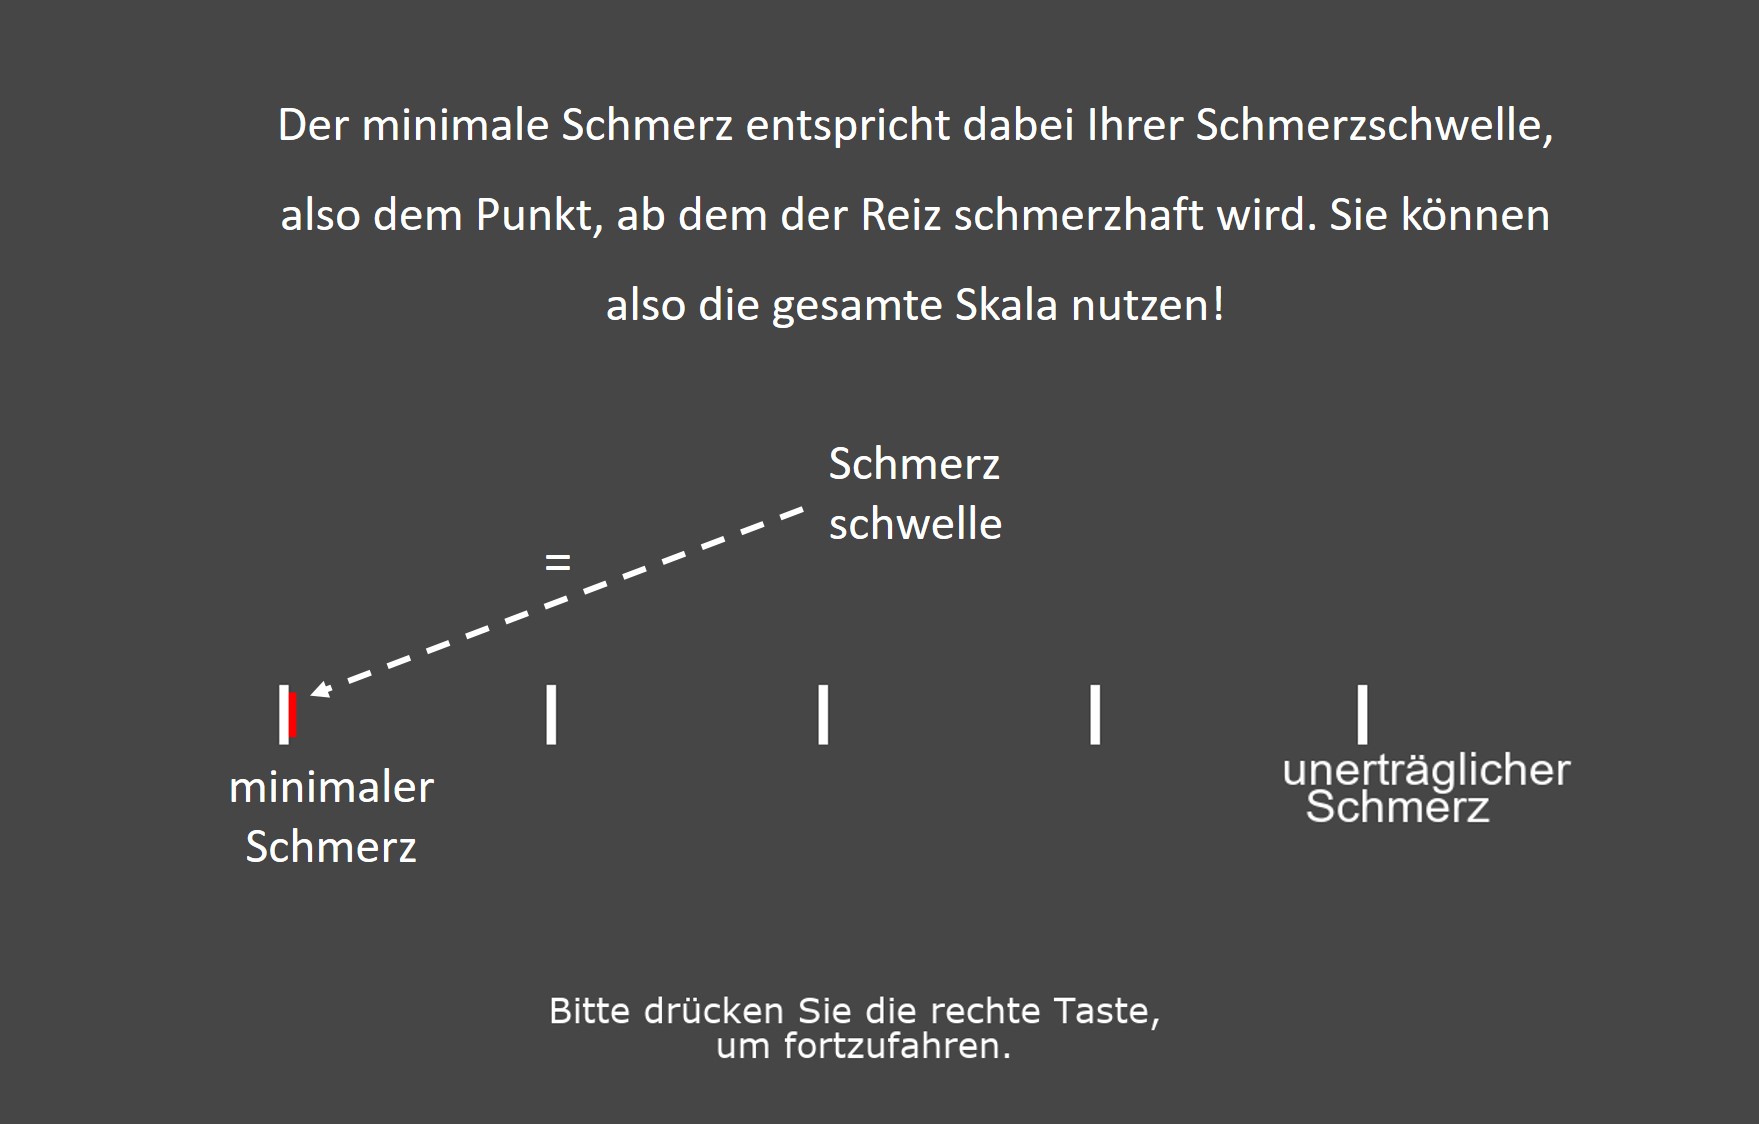 Der minimale Schmerz entspricht dabei Ihrer Schmerzschwelle,
also dem Punkt, ab dem der Reiz schmerzhaft wird. Sie können
also die gesamte Skala nutzen!
Schmerz
schwelle
=
minimaler
Schmerz
unerträglicher
Schmerz
Bitte drücken Sie die rechte Taste,
um fortzufahren.